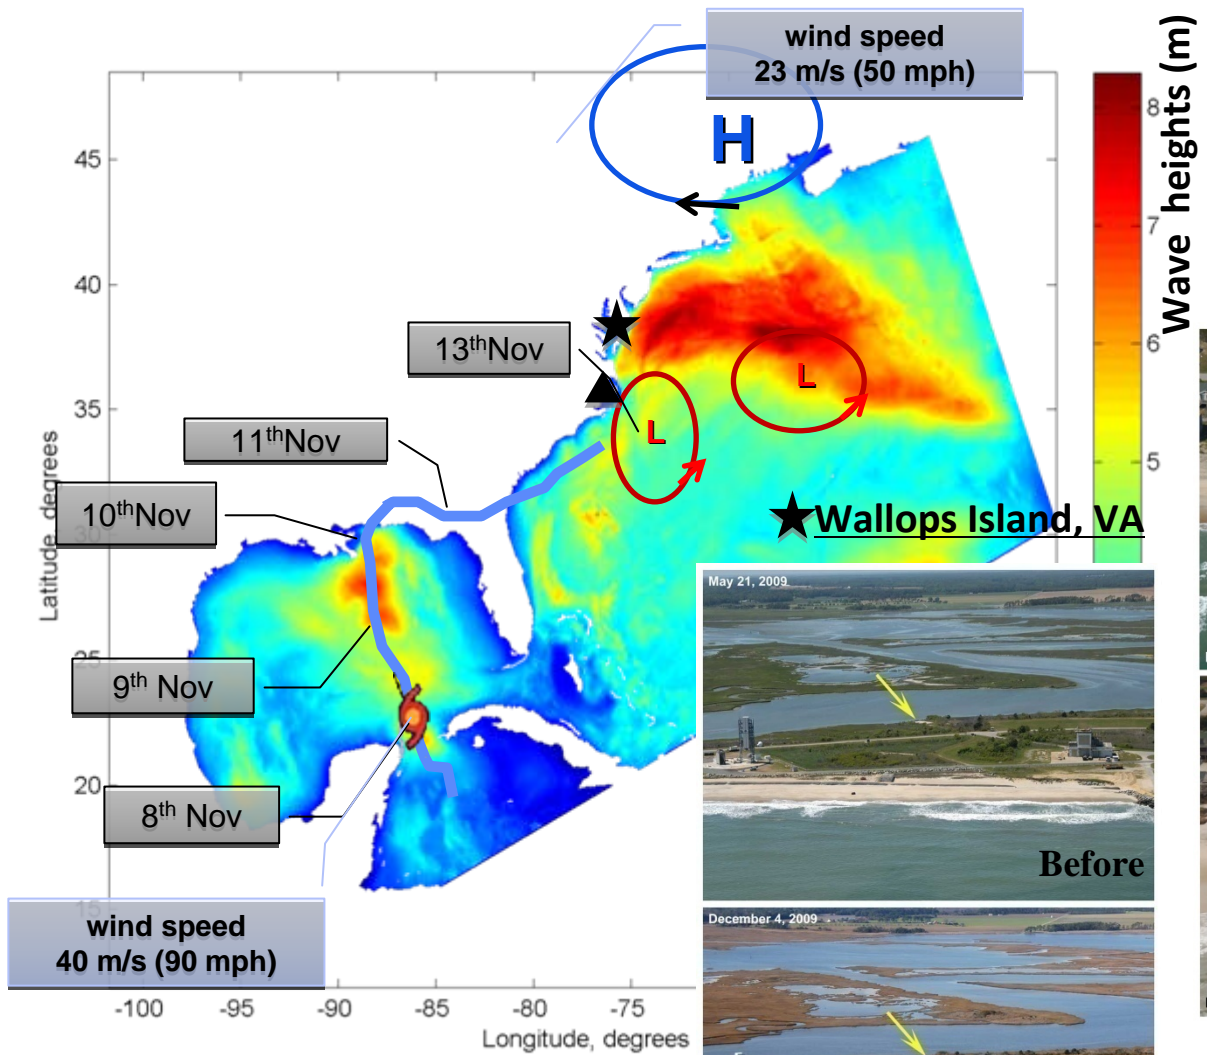 wind speed
23 m/s (50 mph)
H
Wave heights (m)
8
7
6
5
45
40
35
30
25
20
15
Latitude, degrees
13thNov
11thNov
10thNov
9th Nov
8th Nov
L
L
Wallops Island, VA
May 21, 2009
Before
December 4, 2009
wind speed
40 m/s (90 mph)
-100
-95
-90
-85
-80
-75
Longitude, degrees